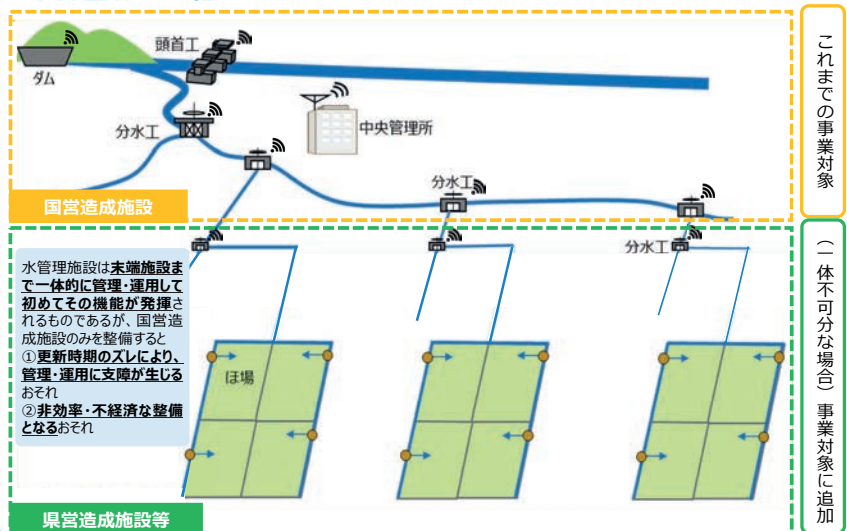 頭首工
ダム
分水工
中央管理所
分水工
国営造成施設
これまでの事業対象
分水工
水管理施設は末端施設ま
で一体的に管理・運用して
初めてその機能が発揮さ
れるものであるが、国営造
成施設のみを整備すると
①更新時期のズレにより、
管理・運用に支障が生じる
おそれ
②非効率・不経済な整備
となるおそれ
ほ場
県営造成施設等
（一体不可分な場合）事業対象に追加